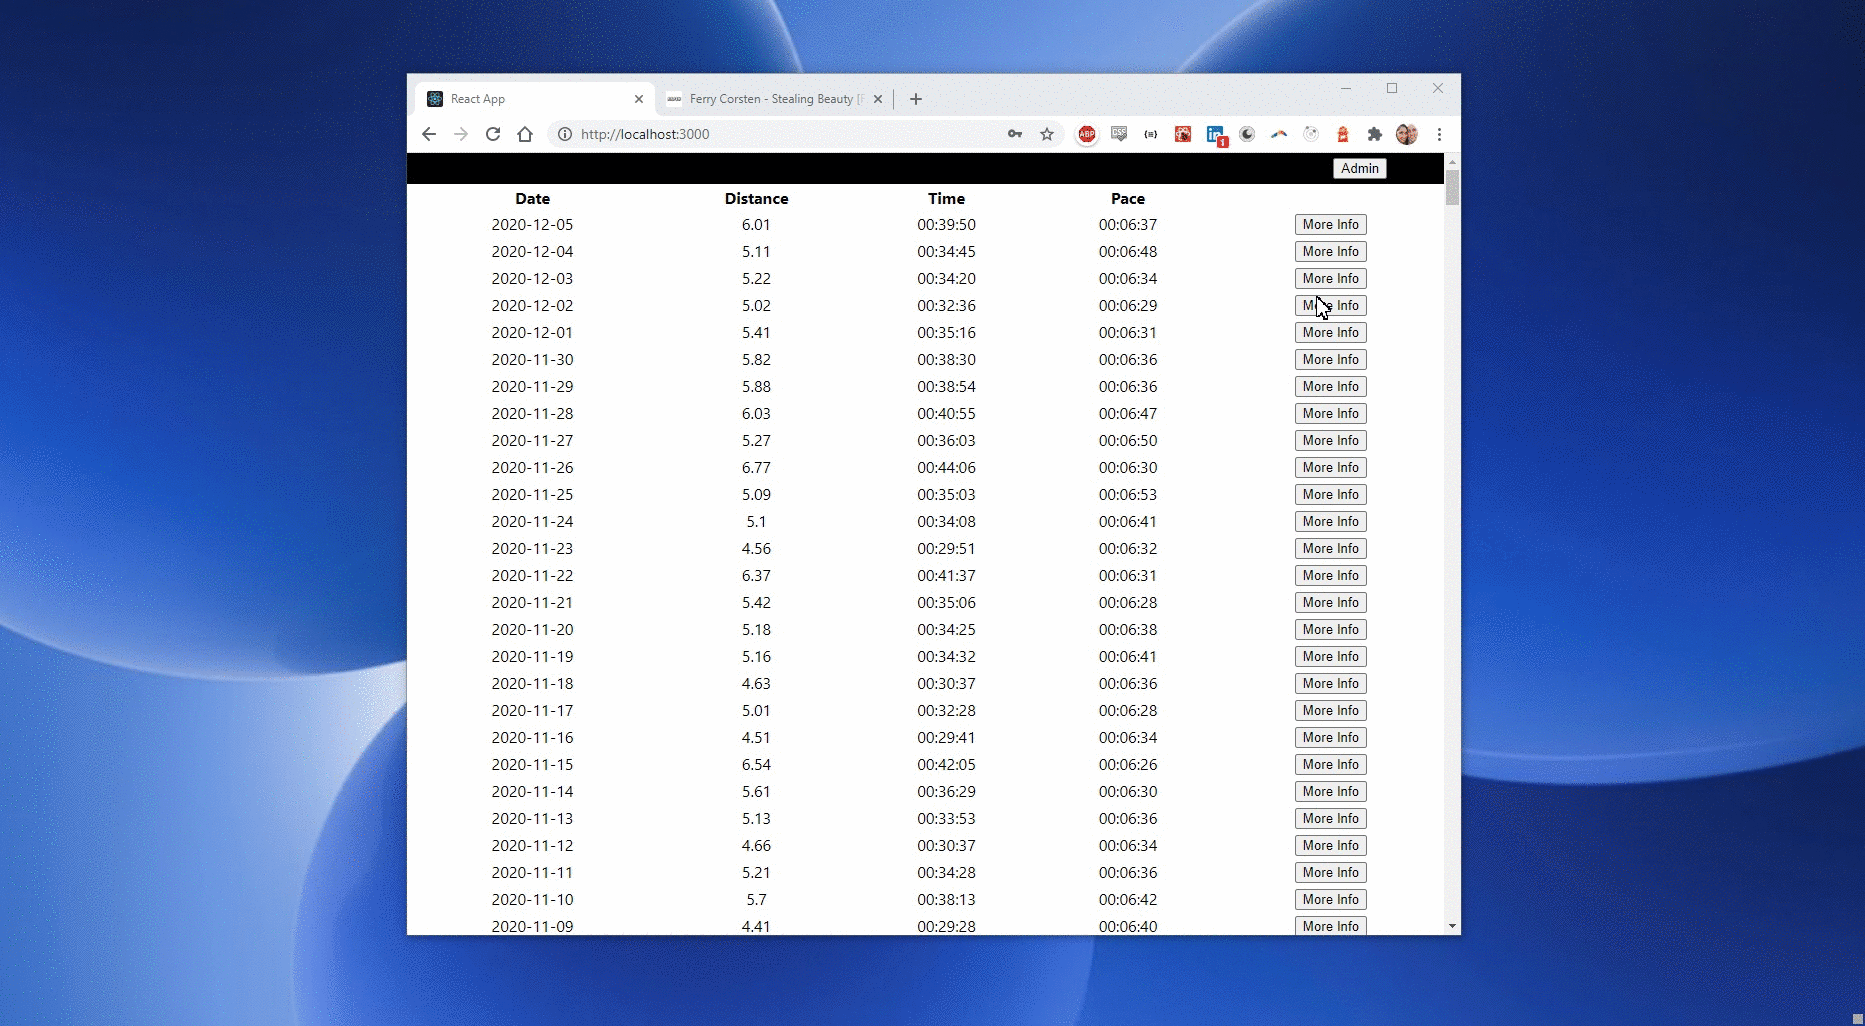 React App
Ferry Corsten - Stealing Beauty [
http://localhost:3000
ABP
CSS
1
Admin
Date Distance Time Pace
2020-12-05 6.01 00:39:50 00:06:37 More Info
2020-12-04 5.11 00:34:45 00:06:48 More Info
2020-12-03 5.22 00:34:20 00:06:34 More Info
2020-12-02 5.02 00:32:36 00:06:29 More Info
2020-12-01 5.41 00:35:16 00:06:31 More Info
2020-11-30 5.82 00:38:30 00:06:36 More Info
2020-11-29 5.88 00:38:54 00:06:36 More Info
2020-11-28 6.03 00:40:55 00:06:47 More Info
2020-11-27 5.27 00:36:03 00:06:50 More Info
2020-11-26 6.77 00:44:06 00:06:30 More Info
2020-11-25 5.09 00:35:03 00:06:53 More Info
2020-11-24 5.1 00:34:08 00:06:41 More Info
2020-11-23 4.56 00:29:51 00:06:32 More Info
2020-11-22 6.37 00:41:37 00:06:31 More Info
2020-11-21 5.42 00:35:06 00:06:28 More Info
2020-11-20 5.18 00:34:25 00:06:38 More Info
2020-11-19 5.16 00:34:32 00:06:41 More Info
2020-11-18 4.63 00:30:37 00:06:36 More Info
2020-11-17 5.01 00:32:28 00:06:28 More Info
2020-11-16 4.51 00:29:41 00:06:34 More Info
2020-11-15 6.54 00:42:05 00:06:26 More Info
2020-11-14 5.61 00:36:29 00:06:30 More Info
2020-11-13 5.13 00:33:53 00:06:36 More Info
2020-11-12 4.66 00:30:37 00:06:34 More Info
2020-11-11 5.21 00:34:28 00:06:36 More Info
2020-11-10 5.7 00:38:13 00:06:42 More Info
2020-11-09 4.41 00:29:28 00:06:40 More Info